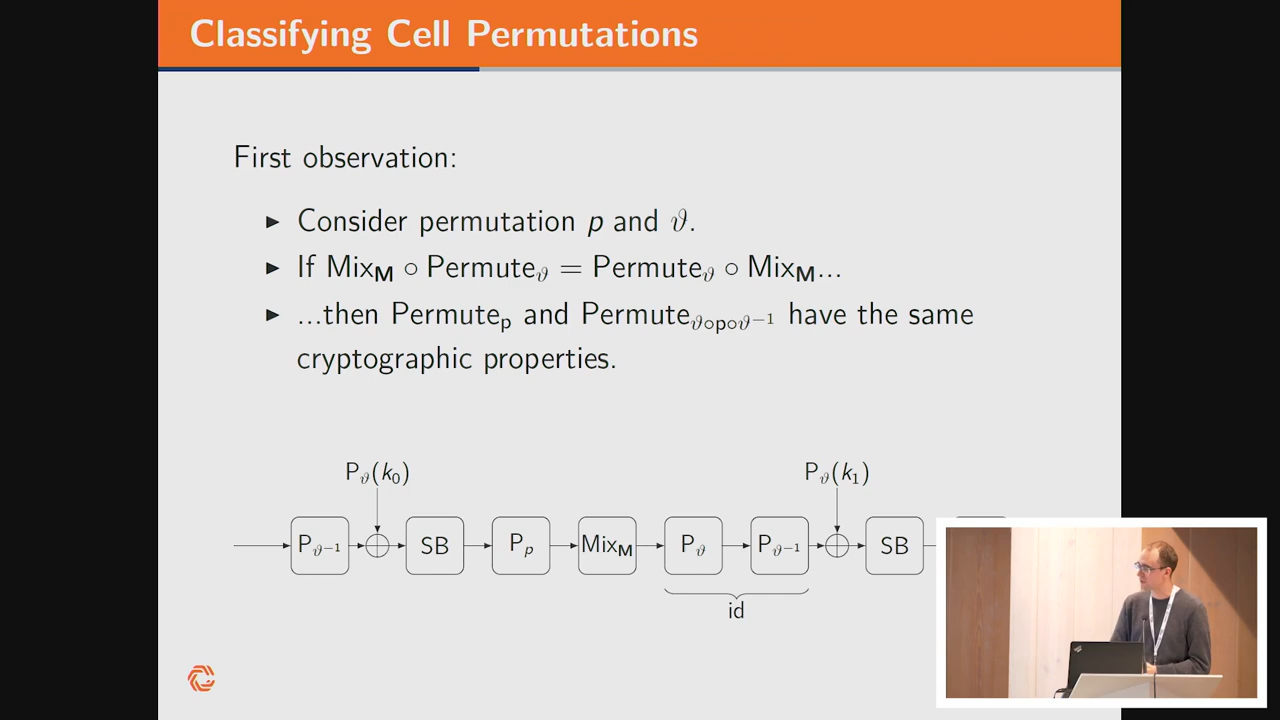 Classifying Cell Permutations
First observation:
► Consider permutation p and ϑ.
► If Mix_M ∘ Permute_ϑ = Permute_ϑ ∘ Mix_M...
► ...then Permute_p and Permute_ϑ∘p∘ϑ−1 have the same
cryptographic properties.
P_ϑ(k_0) P_ϑ(k_1)
P_ϑ−1 SB P_p Mix_M P_ϑ P_ϑ−1 SB
id